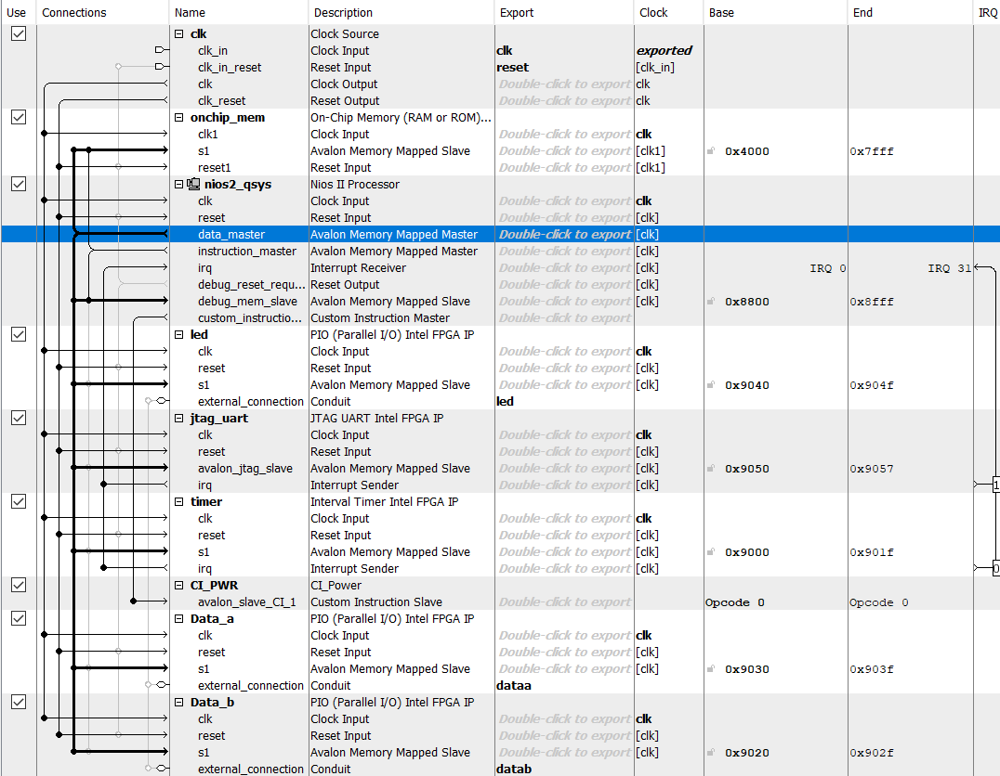 Use Connections Name Description Export Clock Base End IRQ
clk Clock Source
clk_in Clock Input clk exported
clk_in_reset Reset Input reset [clk_in]
clk Clock Output Double-click to export clk
clk_reset Reset Output Double-click to export clk
onchip_mem On-Chip Memory (RAM or ROM)...
clk1 Clock Input Double-click to export clk
s1 Avalon Memory Mapped Slave Double-click to export [clk1] 0x4000 0x7fff
reset1 Reset Input Double-click to export [clk1]
nios2_qsys Nios II Processor
clk Clock Input Double-click to export clk
reset Reset Input Double-click to export [clk]
data_master Avalon Memory Mapped Master Double-click to export [clk]
instruction_master Avalon Memory Mapped Master Double-click to export [clk]
irq Interrupt Receiver Double-click to export [clk] IRQ 0 IRQ 31
debug_reset_requ... Reset Output Double-click to export [clk]
debug_mem_slave Avalon Memory Mapped Slave Double-click to export [clk] 0x8800 0x8fff
custom_instructio... Custom Instruction Master Double-click to export
led PIO (Parallel I/O) Intel FPGA IP
clk Clock Input Double-click to export clk
reset Reset Input Double-click to export [clk]
s1 Avalon Memory Mapped Slave Double-click to export [clk] 0x9040 0x904f
external_connection Conduit led
jtag_uart JTAG UART Intel FPGA IP
clk Clock Input Double-click to export clk
reset Reset Input Double-click to export [clk]
avalon_jtag_slave Avalon Memory Mapped Slave Double-click to export [clk] 0x9050 0x9057
irq Interrupt Sender Double-click to export [clk] 1
timer Interval Timer Intel FPGA IP
clk Clock Input Double-click to export clk
reset Reset Input Double-click to export [clk]
s1 Avalon Memory Mapped Slave Double-click to export [clk] 0x9000 0x901f
irq Interrupt Sender Double-click to export [clk] 0
CI_PWR CI_Power
avalon_slave_CI_1 Custom Instruction Slave Double-click to export Opcode 0 Opcode 0
Data_a PIO (Parallel I/O) Intel FPGA IP
clk Clock Input Double-click to export clk
reset Reset Input Double-click to export [clk]
s1 Avalon Memory Mapped Slave Double-click to export [clk] 0x9030 0x903f
external_connection Conduit dataa
Data_b PIO (Parallel I/O) Intel FPGA IP
clk Clock Input Double-click to export clk
reset Reset Input Double-click to export [clk]
s1 Avalon Memory Mapped Slave Double-click to export [clk] 0x9020 0x902f
external_connection Conduit datab